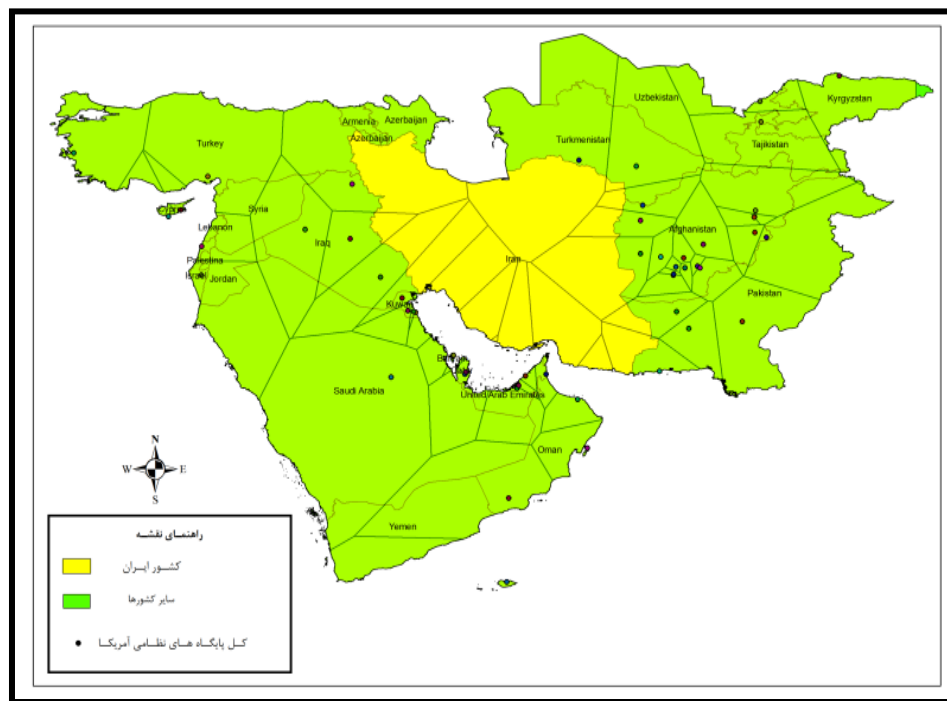 Uzbekistan
Kyrgyzstan
Armenia
Azerbaijan
Azerbaijan
Turkey
Turkmenistan
Tajikistan
Cyprus
Syria
Lebanon
Afghanistan
Iraq
Iran
Palestina
Israel
Jordan
Pakistan
Kuwait
Saudi Arabia
United Arab Emirates
Oman
Yemen
N
W
E
S
راهنمای نقشه
کشور ایران
سایر کشورها
کل پایگاه های نظامی آمریکا